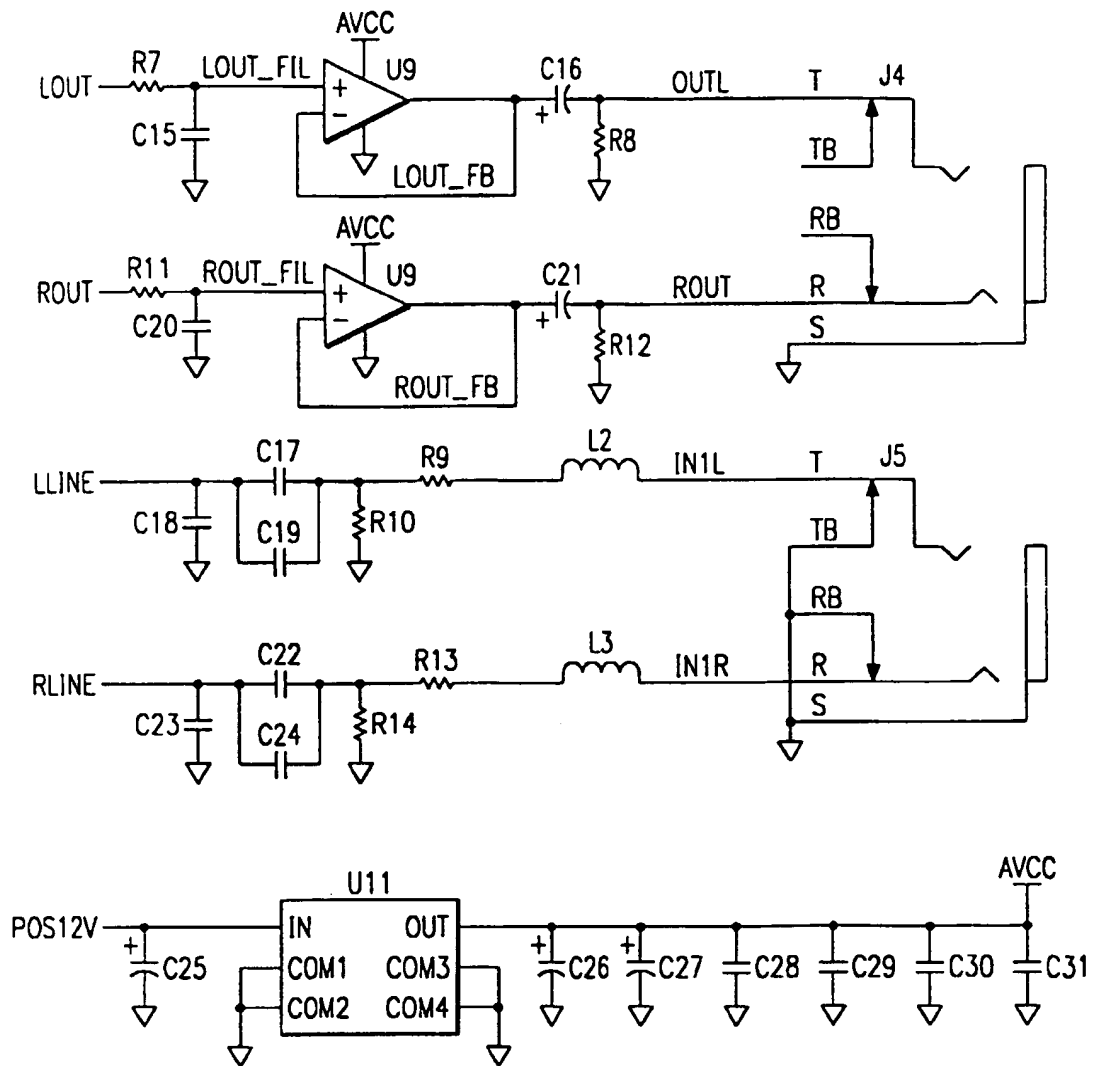 AVCC
R7 LOUT_FIL U9 C16 OUTL T J4
LOUT + − +
C15 R8 TB
LOUT_FB
RB
AVCC
R11 ROUT_FIL U9 C21 ROUT R
ROUT + − +
C20 R12 S
ROUT_FB
C17 R9 L2 IN1L T J5
LLINE
C18 C19 R10 TB
RB
C22 R13 L3 IN1R R
RLINE
C23 C24 R14 S
AVCC
U11
POS12V IN OUT
+ C25 COM1 COM3 + C26 + C27 C28 C29 C30 C31
COM2 COM4